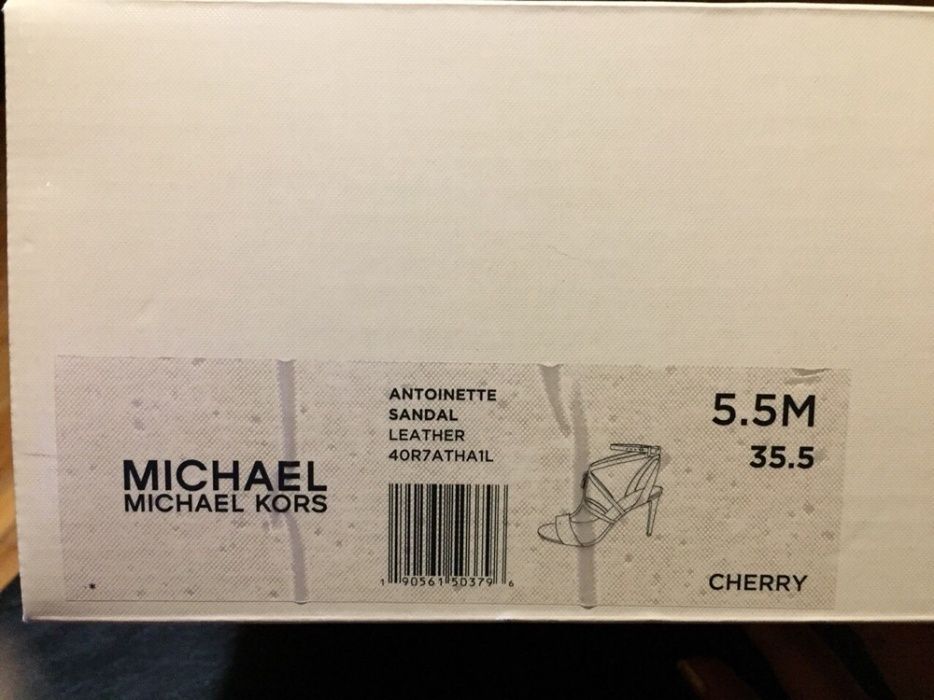 MICHAEL
MICHAEL KORS
ANTOINETTE
SANDAL
LEATHER
40R7ATHA1L
1 90561 50379 6
5.5M
35.5
CHERRY